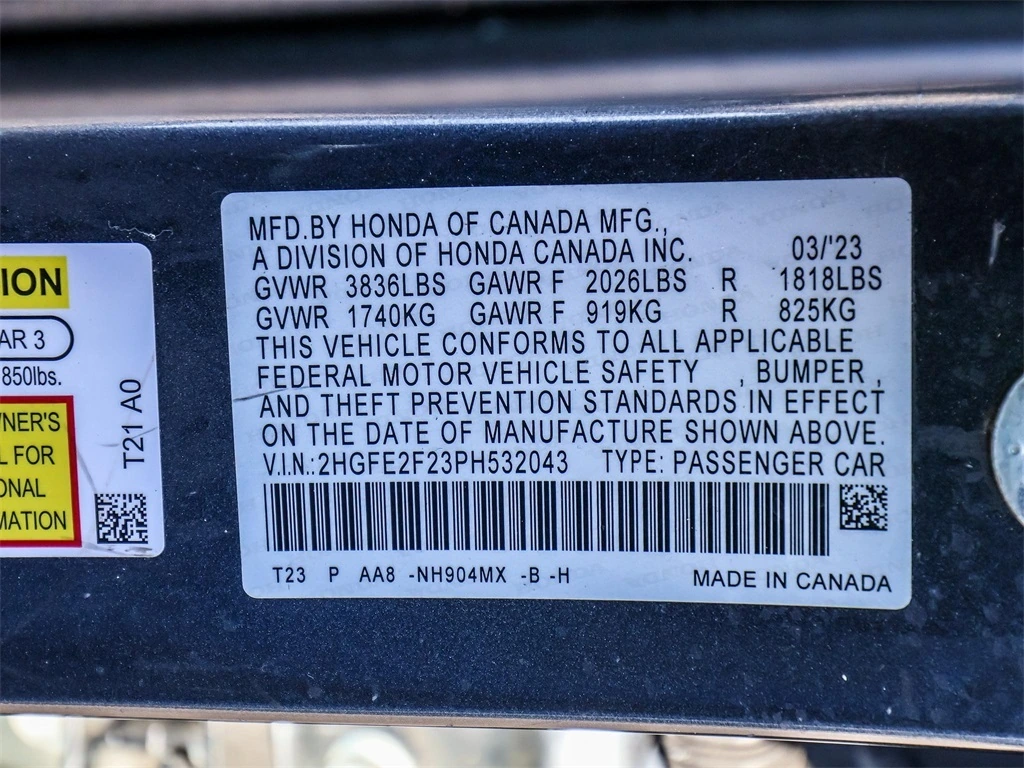 ION
AR 3
850lbs.
WNER'S
L FOR
ONAL
MATION
T21 A0
MFD.BY HONDA OF CANADA MFG.,
A DIVISION OF HONDA CANADA INC. 03/'23
GVWR 3836LBS GAWR F 2026LBS R 1818LBS
GVWR 1740KG GAWR F 919KG R 825KG
THIS VEHICLE CONFORMS TO ALL APPLICABLE
FEDERAL MOTOR VEHICLE SAFETY , BUMPER ,
AND THEFT PREVENTION STANDARDS IN EFFECT
ON THE DATE OF MANUFACTURE SHOWN ABOVE.
V.I.N.:2HGFE2F23PH532043 TYPE: PASSENGER CAR
T23 P AA8 -NH904MX -B -H MADE IN CANADA